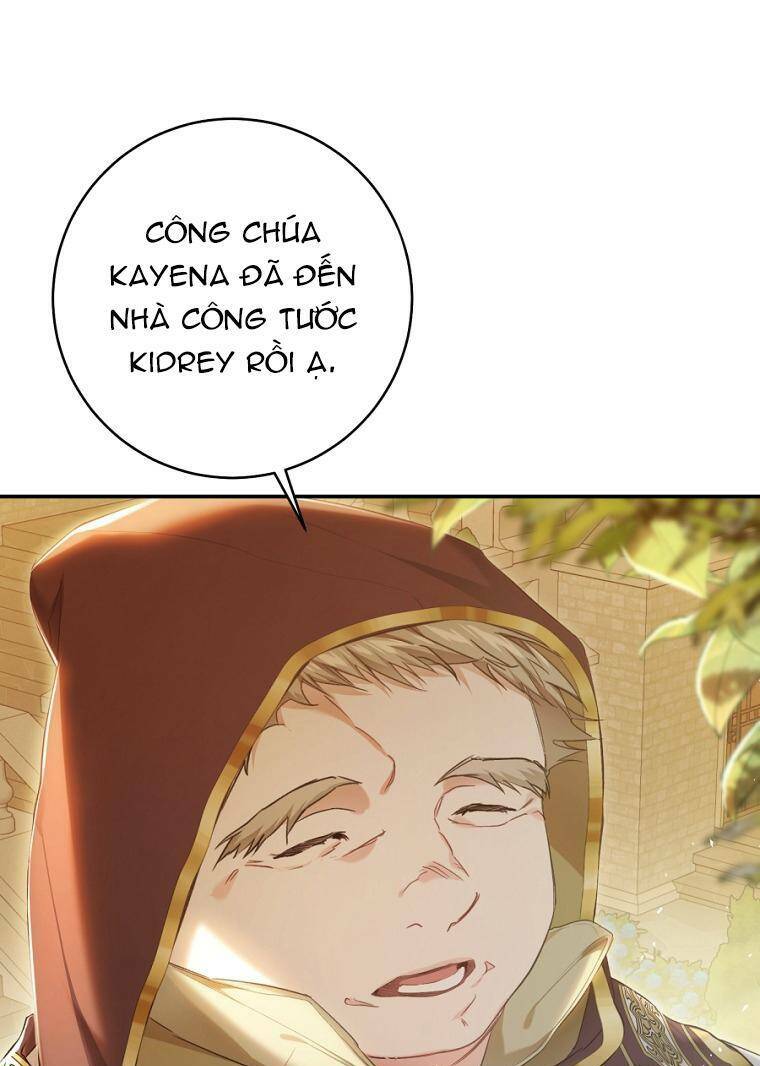 CÔNG CHÚA
KAYENA ĐÃ ĐẾN
NHÀ CÔNG TƯỚC
KIDREY RỒI Ạ.